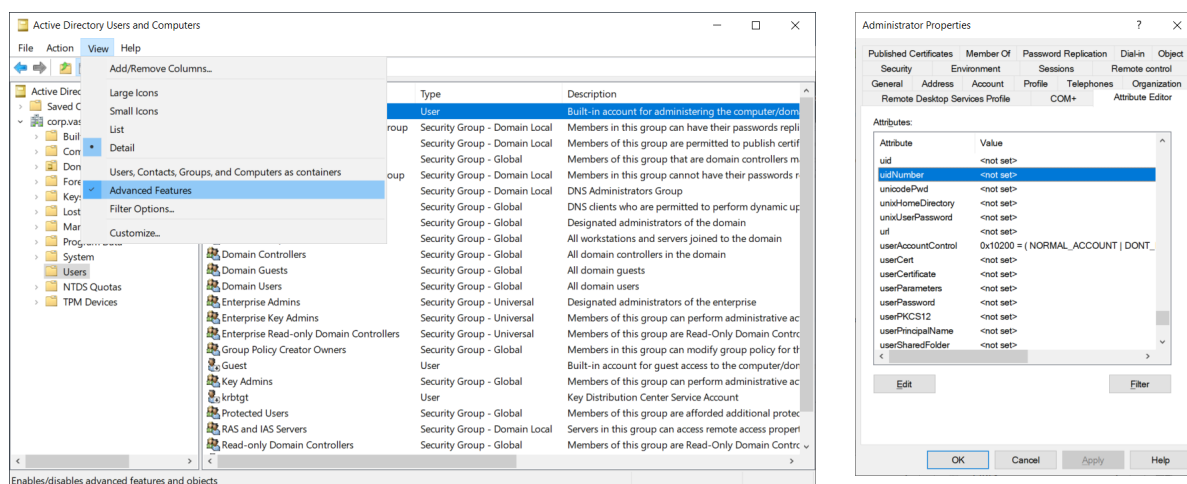 Active Directory Users and Computers
File Action View Help
Add/Remove Columns...
Large Icons
Small Icons
List
Detail
Users, Contacts, Groups, and Computers as containers
Advanced Features
Filter Options...
Customize...
Active Direc
Saved C
corp.vas
Buil
Com
Dom
Fore
Keys
Lost
Man
Program Data
System
Users
NTDS Quotas
TPM Devices
Type Description
User Built-in account for administering the computer/dom
roup Security Group - Domain Local Members in this group can have their passwords repli
Security Group - Domain Local Members of this group are permitted to publish certif
Security Group - Global Members of this group that are domain controllers m
oup Security Group - Domain Local Members in this group cannot have their passwords r
Security Group - Domain Local DNS Administrators Group
Security Group - Global DNS clients who are permitted to perform dynamic up
Security Group - Global Designated administrators of the domain
Security Group - Global All workstations and servers joined to the domain
Domain Controllers Security Group - Global All domain controllers in the domain
Domain Guests Security Group - Global All domain guests
Domain Users Security Group - Global All domain users
Enterprise Admins Security Group - Universal Designated administrators of the enterprise
Enterprise Key Admins Security Group - Universal Members of this group can perform administrative ac
Enterprise Read-only Domain Controllers Security Group - Universal Members of this group are Read-Only Domain Contro
Group Policy Creator Owners Security Group - Global Members in this group can modify group policy for th
Guest User Built-in account for guest access to the computer/don
Key Admins Security Group - Global Members of this group can perform administrative ac
krbtgt User Key Distribution Center Service Account
Protected Users Security Group - Global Members of this group are afforded additional protec
RAS and IAS Servers Security Group - Domain Local Servers in this group can access remote access propert
Read-only Domain Controllers Security Group - Global Members of this group are Read-Only Domain Contrc
Enables/disables advanced features and objects
Administrator Properties ?
Published Certificates Member Of Password Replication Dial-in Object
Security Environment Sessions Remote control
General Address Account Profile Telephones Organization
Remote Desktop Services Profile COM+ Attribute Editor
Attributes:
Attribute Value
uid <not set>
uidNumber <not set>
unicodePwd <not set>
unixHomeDirectory <not set>
unixUserPassword <not set>
url <not set>
userAccountControl 0x10200 = ( NORMAL_ACCOUNT | DONT_
userCert <not set>
userCertificate <not set>
userParameters <not set>
userPassword <not set>
userPKCS12 <not set>
userPrincipalName <not set>
userSharedFolder <not set>
Edit Filter
OK Cancel Apply Help